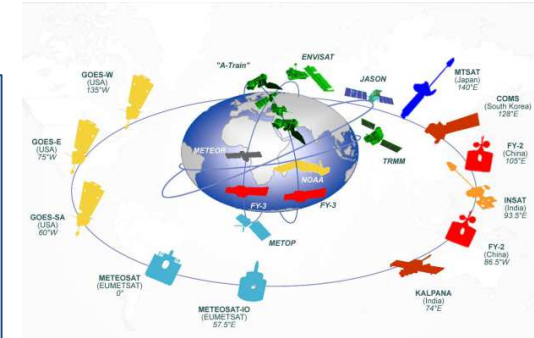 GOES-W
(USA)
135°W
"A-Train"
ENVISAT
JASON
MTSAT
(Japan)
140°E
COMS
(South Korea)
128°E
GOES-E
(USA)
75°W
METEOR
NOAA
TRMM
FY-2
(China)
105°E
FY-3
FY-3
INSAT
(India)
93.5°E
GOES-SA
(USA)
60°W
METOP
FY-2
(China)
86.5°W
METEOSAT
(EUMETSAT)
0°
METEOSAT-IO
(EUMETSAT)
57.5°E
KALPANA
(India)
74°E